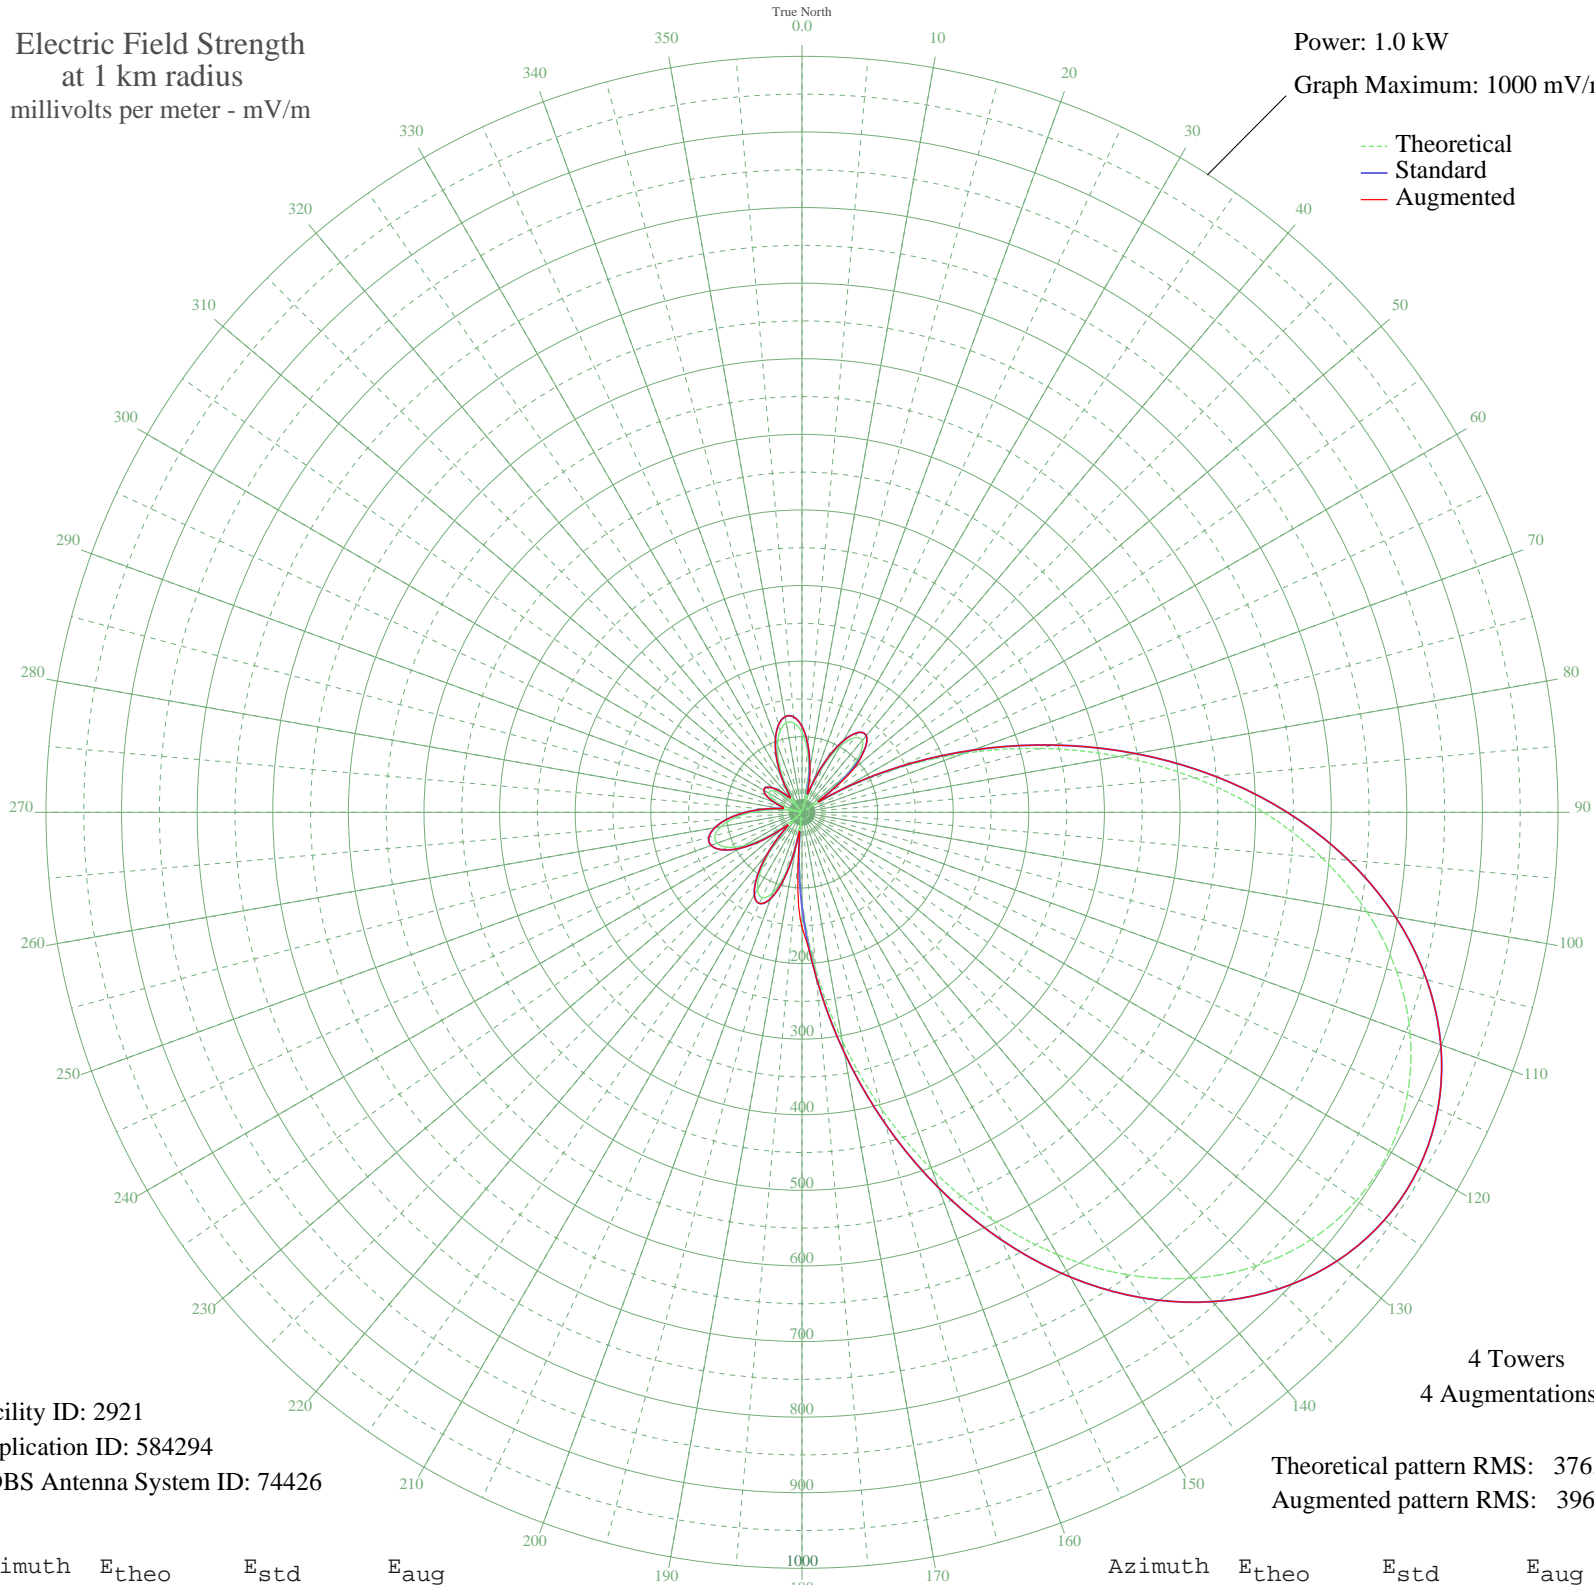 Electric Field Strength
at 1 km radius
millivolts per meter - mV/m
True North
0.0
10
20
30
40
50
60
70
80
90
100
110
120
130
140
150
160
170
190
200
210
220
230
240
250
260
270
280
290
300
310
320
330
340
350
Power: 1.0 kW
Graph Maximum: 1000 mV/
Theoretical
Standard
Augmented
200
300
400
500
600
700
800
900
1000
4 Towers
4 Augmentations
cility ID: 2921
plication ID: 584294
DBS Antenna System ID: 74426
Theoretical pattern RMS: 376
Augmented pattern RMS: 396
imuth Etheo Estd Eaug
Azimuth Etheo Estd Eaug